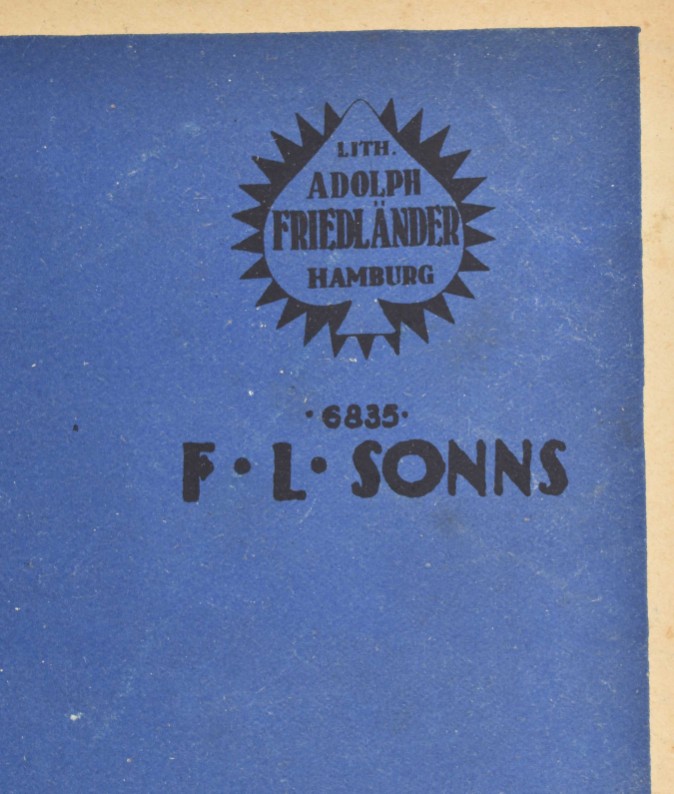 LITH.
ADOLPH
FRIEDLÄNDER
HAMBURG
·6835·
F·L·SONNS